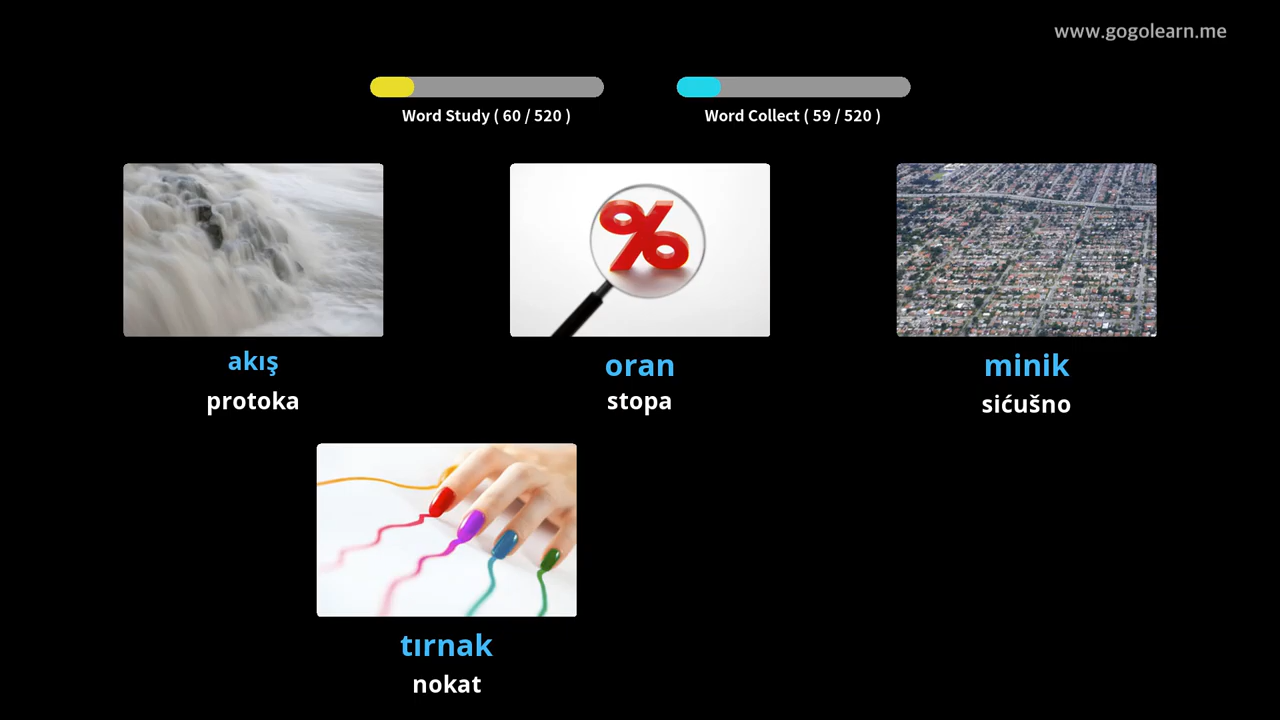 www.gogolearn.me
Word Study ( 60 / 520 )
Word Collect ( 59 / 520 )
akış
protoka
oran
stopa
minik
sićušno
tırnak
nokat